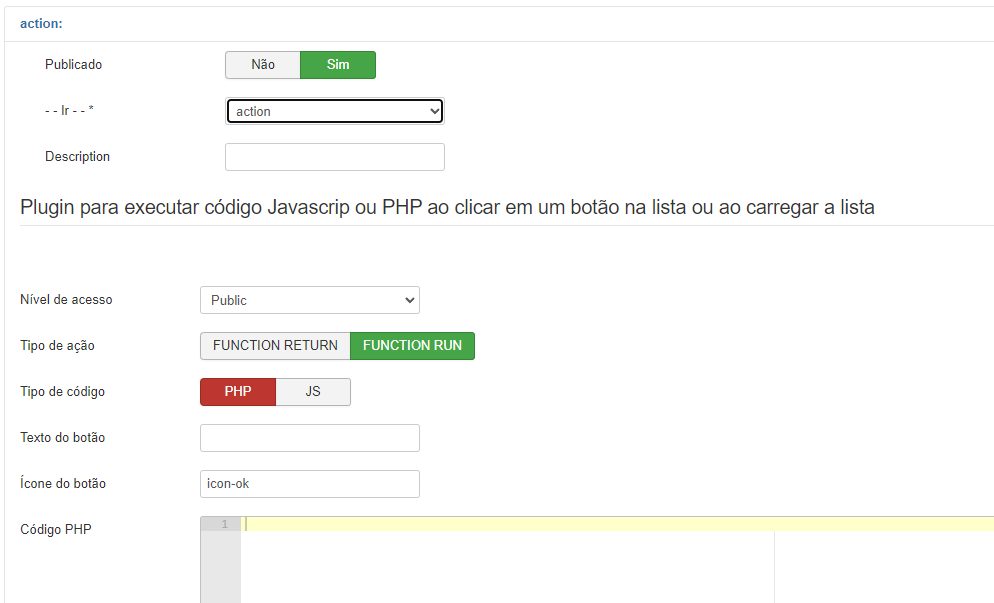 action:
Publicado
Não
Sim
- - Ir - - *
action
Description
Plugin para executar código Javascrip ou PHP ao clicar em um botão na lista ou ao carregar a lista
Nível de acesso
Public
Tipo de ação
FUNCTION RETURN
FUNCTION RUN
Tipo de código
PHP
JS
Texto do botão
Ícone do botão
icon-ok
Código PHP
1